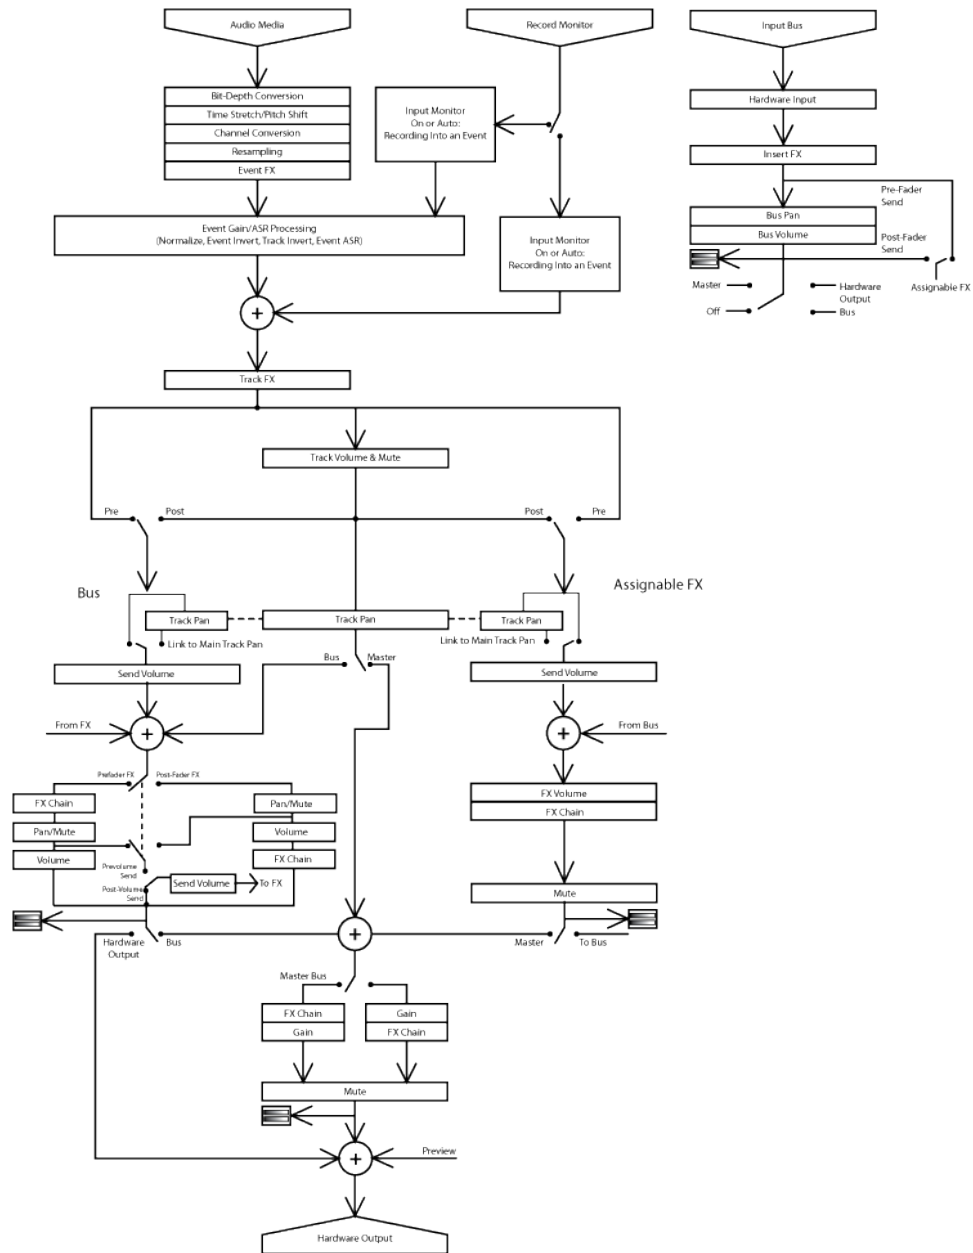 Audio Media
Record Monitor
Input Bus
Bit-Depth Conversion
Time Stretch/Pitch Shift
Channel Conversion
Resampling
Event FX
Input Monitor
On or Auto:
Recording Into an Event
Hardware Input
Insert FX
Pre-Fader
Send
Bus Pan
Bus Volume
Post-Fader
Send
Assignable FX
Master
Off
Hardware
Output
Bus
Event Gain/ASR Processing
(Normalize, Event Invert, Track Invert, Event ASR)
Input Monitor
On or Auto:
Recording Into an Event
+
Track FX
Track Volume & Mute
Pre
Post
Post
Pre
Bus
Assignable FX
Track Pan
Track Pan
Track Pan
Link to Main Track Pan
Link to Main Track Pan
Bus
Master
Send Volume
Send Volume
From FX
+
+
From Bus
Prefader FX
Post-Fader FX
FX Chain
Pan/Mute
Volume
Pan/Mute
Volume
FX Chain
FX Volume
FX Chain
Prevolume
Send
Post-Volume
Send
Send Volume
To FX
Mute
Hardware
Output
Bus
+
Master
To Bus
Master Bus
FX Chain
Gain
Gain
FX Chain
Mute
+
Preview
Hardware Output